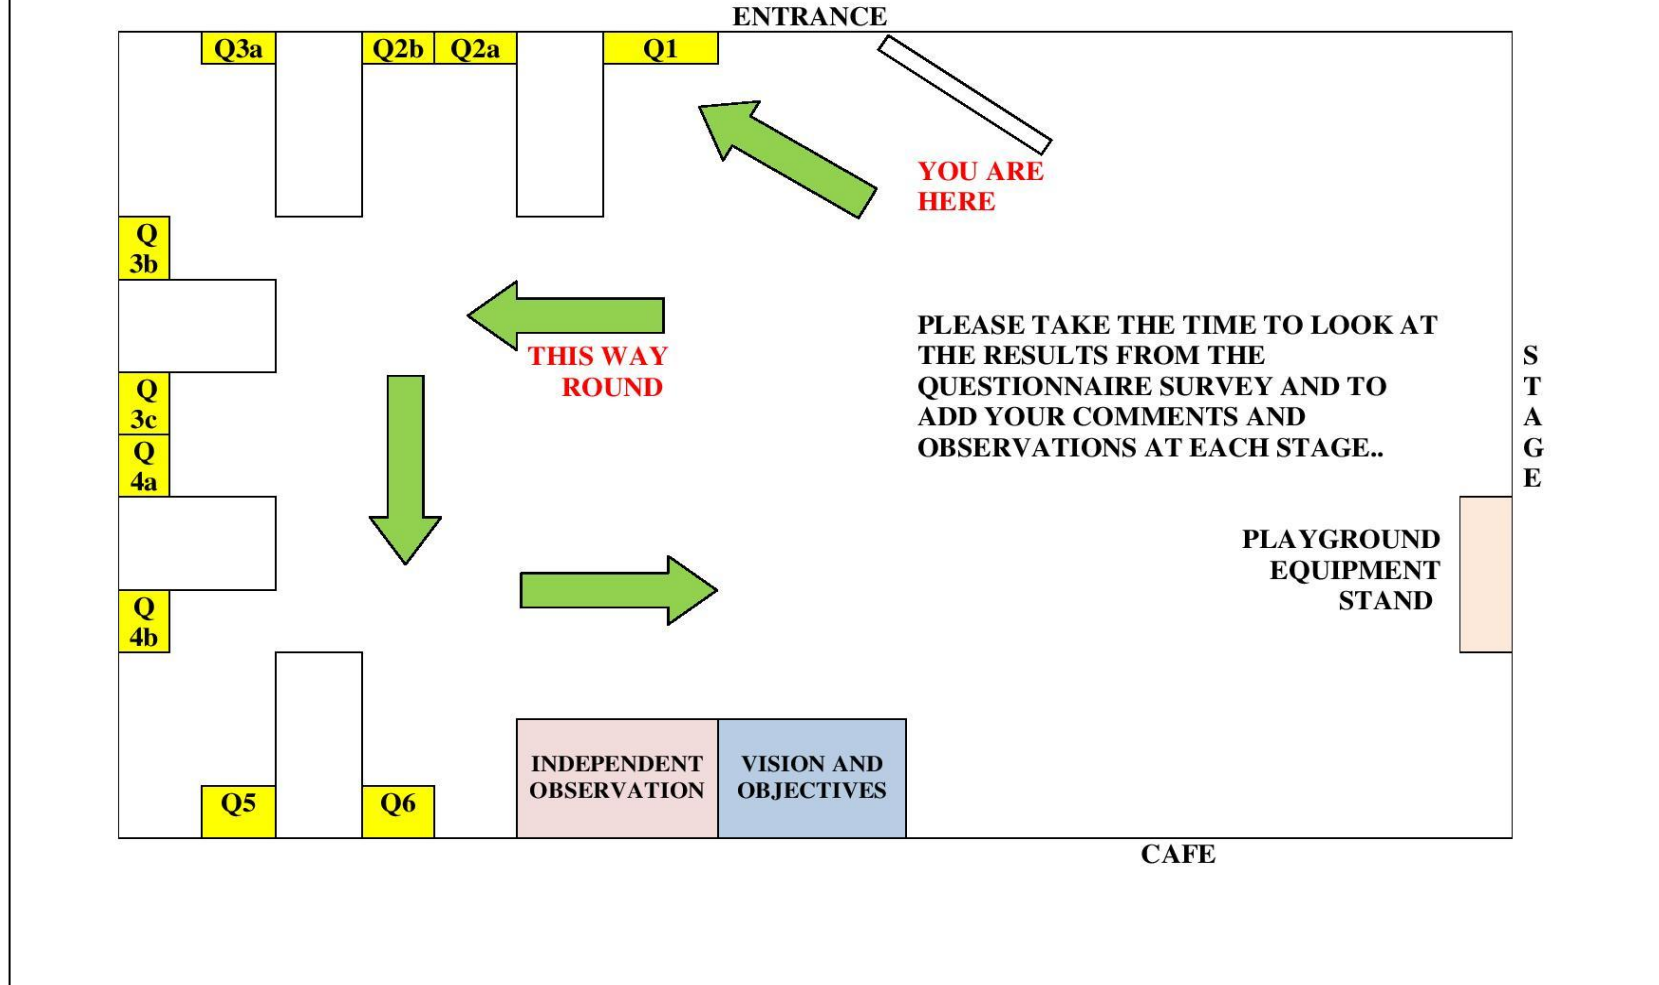 ENTRANCE
Q3a
Q2b
Q2a
Q1
YOU ARE
HERE
Q
3b
THIS WAY
ROUND
PLEASE TAKE THE TIME TO LOOK AT
THE RESULTS FROM THE
QUESTIONNAIRE SURVEY AND TO
ADD YOUR COMMENTS AND
OBSERVATIONS AT EACH STAGE..
S
T
A
G
E
Q
3c
Q
4a
PLAYGROUND
EQUIPMENT
STAND
Q
4b
Q5
Q6
INDEPENDENT
OBSERVATION
VISION AND
OBJECTIVES
CAFE